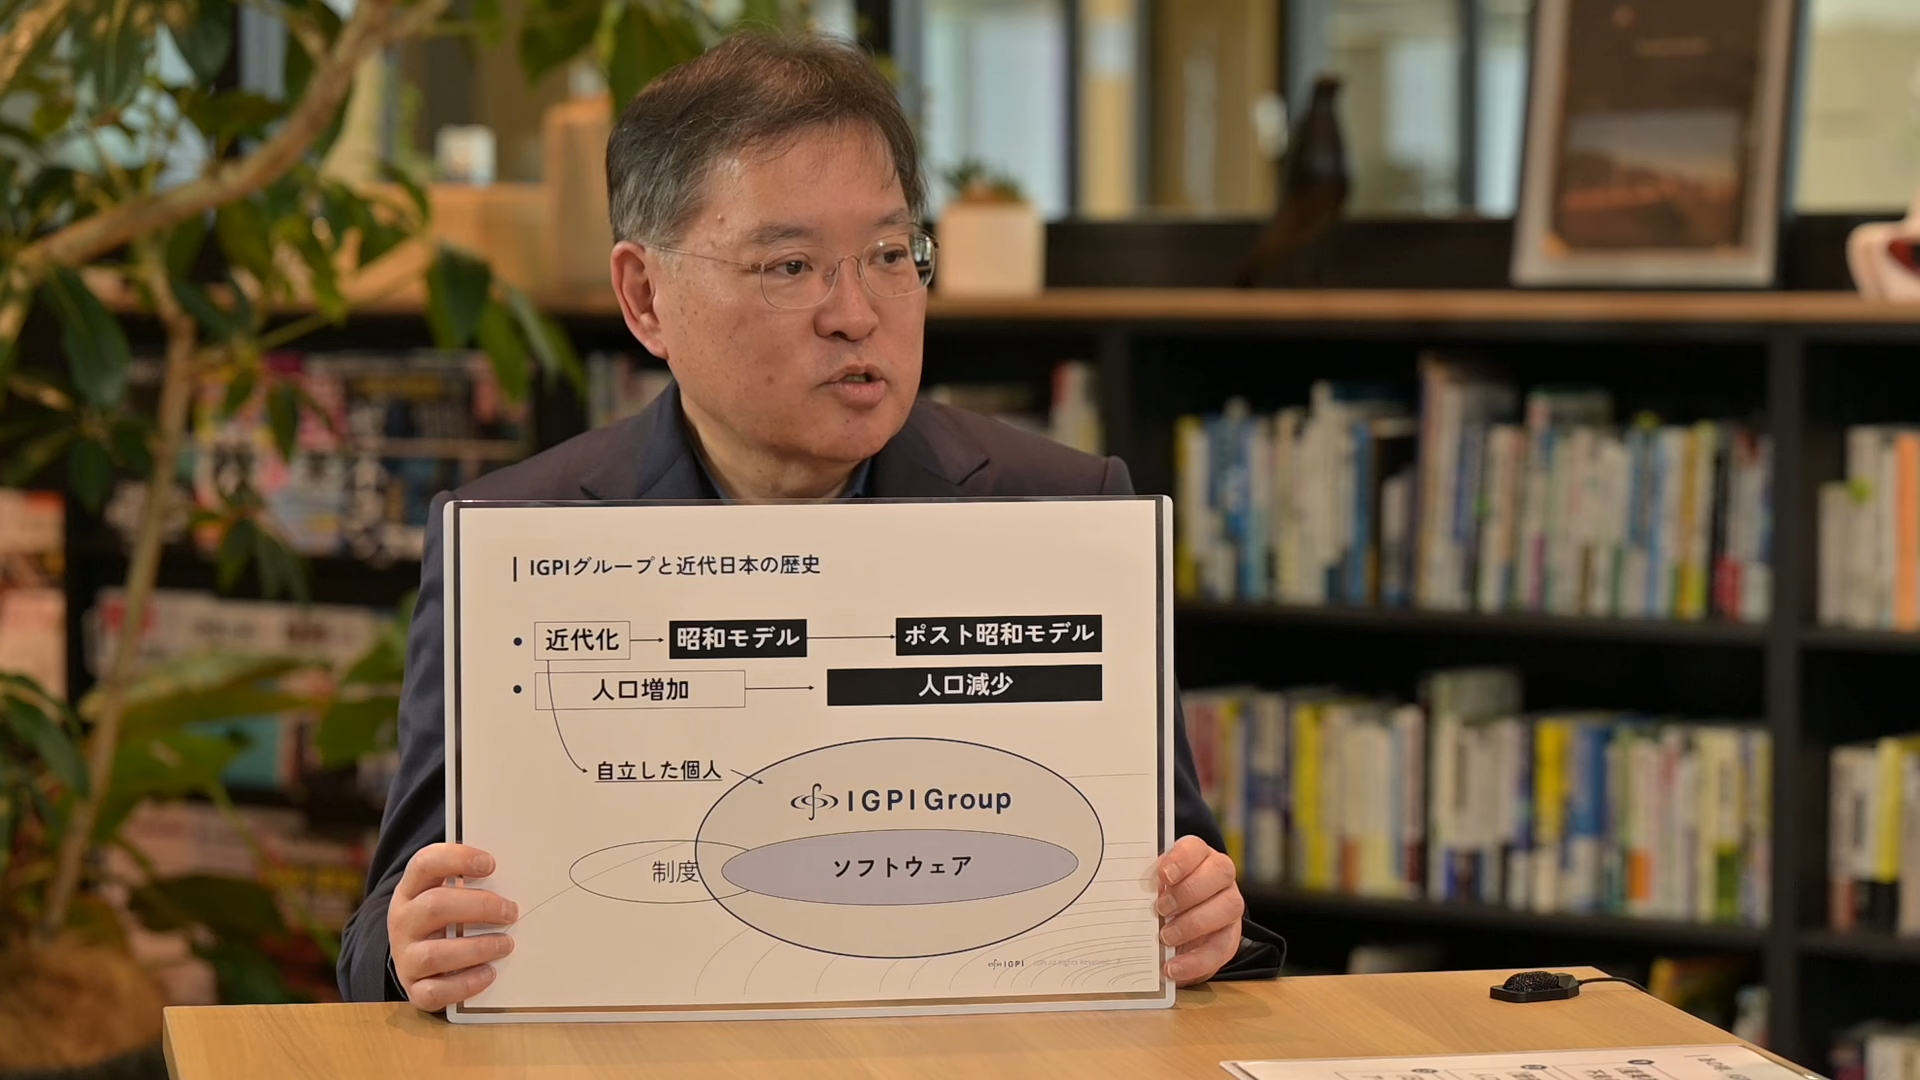 IGPIグループと近代日本の歴史
• 近代化 昭和モデル ポスト昭和モデル
• 人口増加 人口減少
自立した個人
IGPI Group
制度 ソフトウェア
IGPI